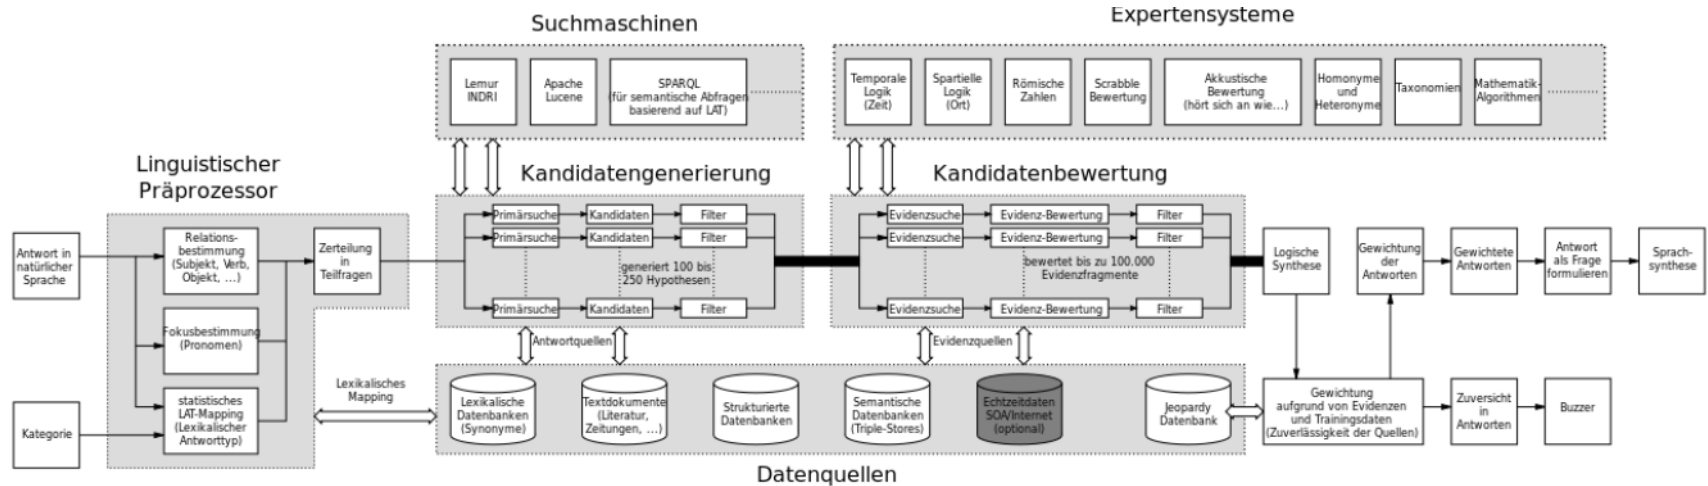 Suchmaschinen
Expertensysteme
Lemur
INDRI
Apache
Lucene
SPARQL
(für semantische Abfragen
basierend auf LAT)
Temporale
Logik
(Zeit)
Spartielle
Logik
(Ort)
Römische
Zahlen
Scrabble
Bewertung
Akkustische
Bewertung
(hört sich an wie...)
Homonyme
und
Heteronyme
Taxonomien
Mathematik-
Algorithmen
Linguistischer
Präprozessor
Kandidatengenerierung
Kandidatenbewertung
Antwort in
natürlicher
Sprache
Kategorie
Relations-
bestimmung
(Subjekt, Verb,
Objekt, ...)
Fokusbestimmung
(Pronomen)
statistisches
LAT-Mapping
(Lexikalischer
Antworttyp)
Zerteilung
in
Teilfragen
Primärsuche
Kandidaten
Filter
Primärsuche
Kandidaten
Filter
generiert 100 bis
250 Hypothesen
Primärsuche
Kandidaten
Filter
Evidenzsuche
Evidenz-Bewertung
Filter
Evidenzsuche
Evidenz-Bewertung
Filter
bewertet bis zu 100.000
Evidenzfragmente
Evidenzsuche
Evidenz-Bewertung
Filter
Logische
Synthese
Gewichtung
der
Antworten
Gewichtete
Antworten
Antwort
als Frage
formulieren
Sprach-
synthese
Antwortquellen
Evidenzquellen
Lexikalisches
Mapping
Lexikalische
Datenbanken
(Synonyme)
Textdokumente
(Literatur,
Zeitungen, ...)
Strukturierte
Datenbanken
Semantische
Datenbanken
(Triple-Stores)
Echtzeitdaten
SOA/Internet
(optional)
Jeopardy
Datenbank
Gewichtung
aufgrund von Evidenzen
und Trainingsdaten
(Zuverlässigkeit der Quellen)
Zuversicht
in
Antworten
Buzzer
Datenquellen